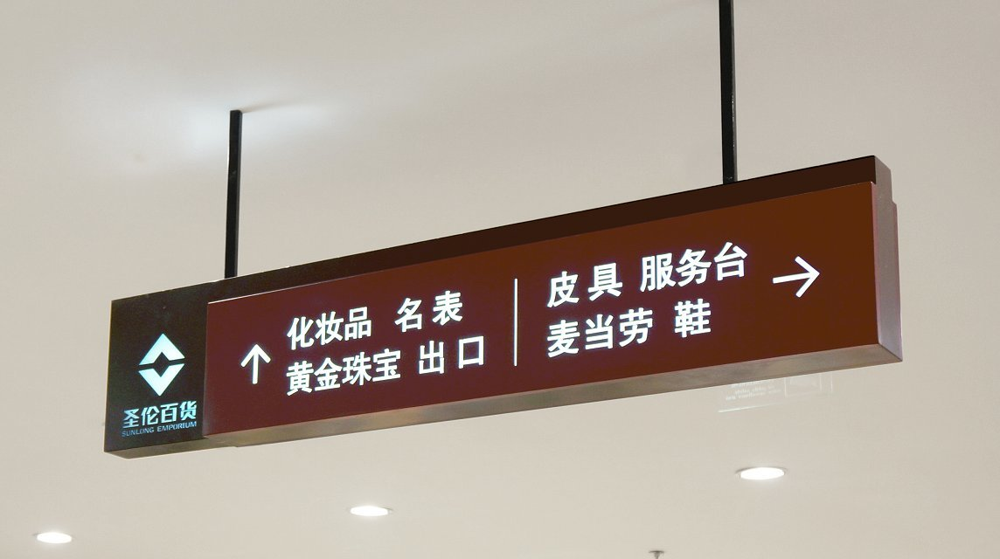 化妆品 名表
黄金珠宝 出口
皮具 服务台
麦当劳 鞋
圣伦百货
SUNLONG EMPORIUM